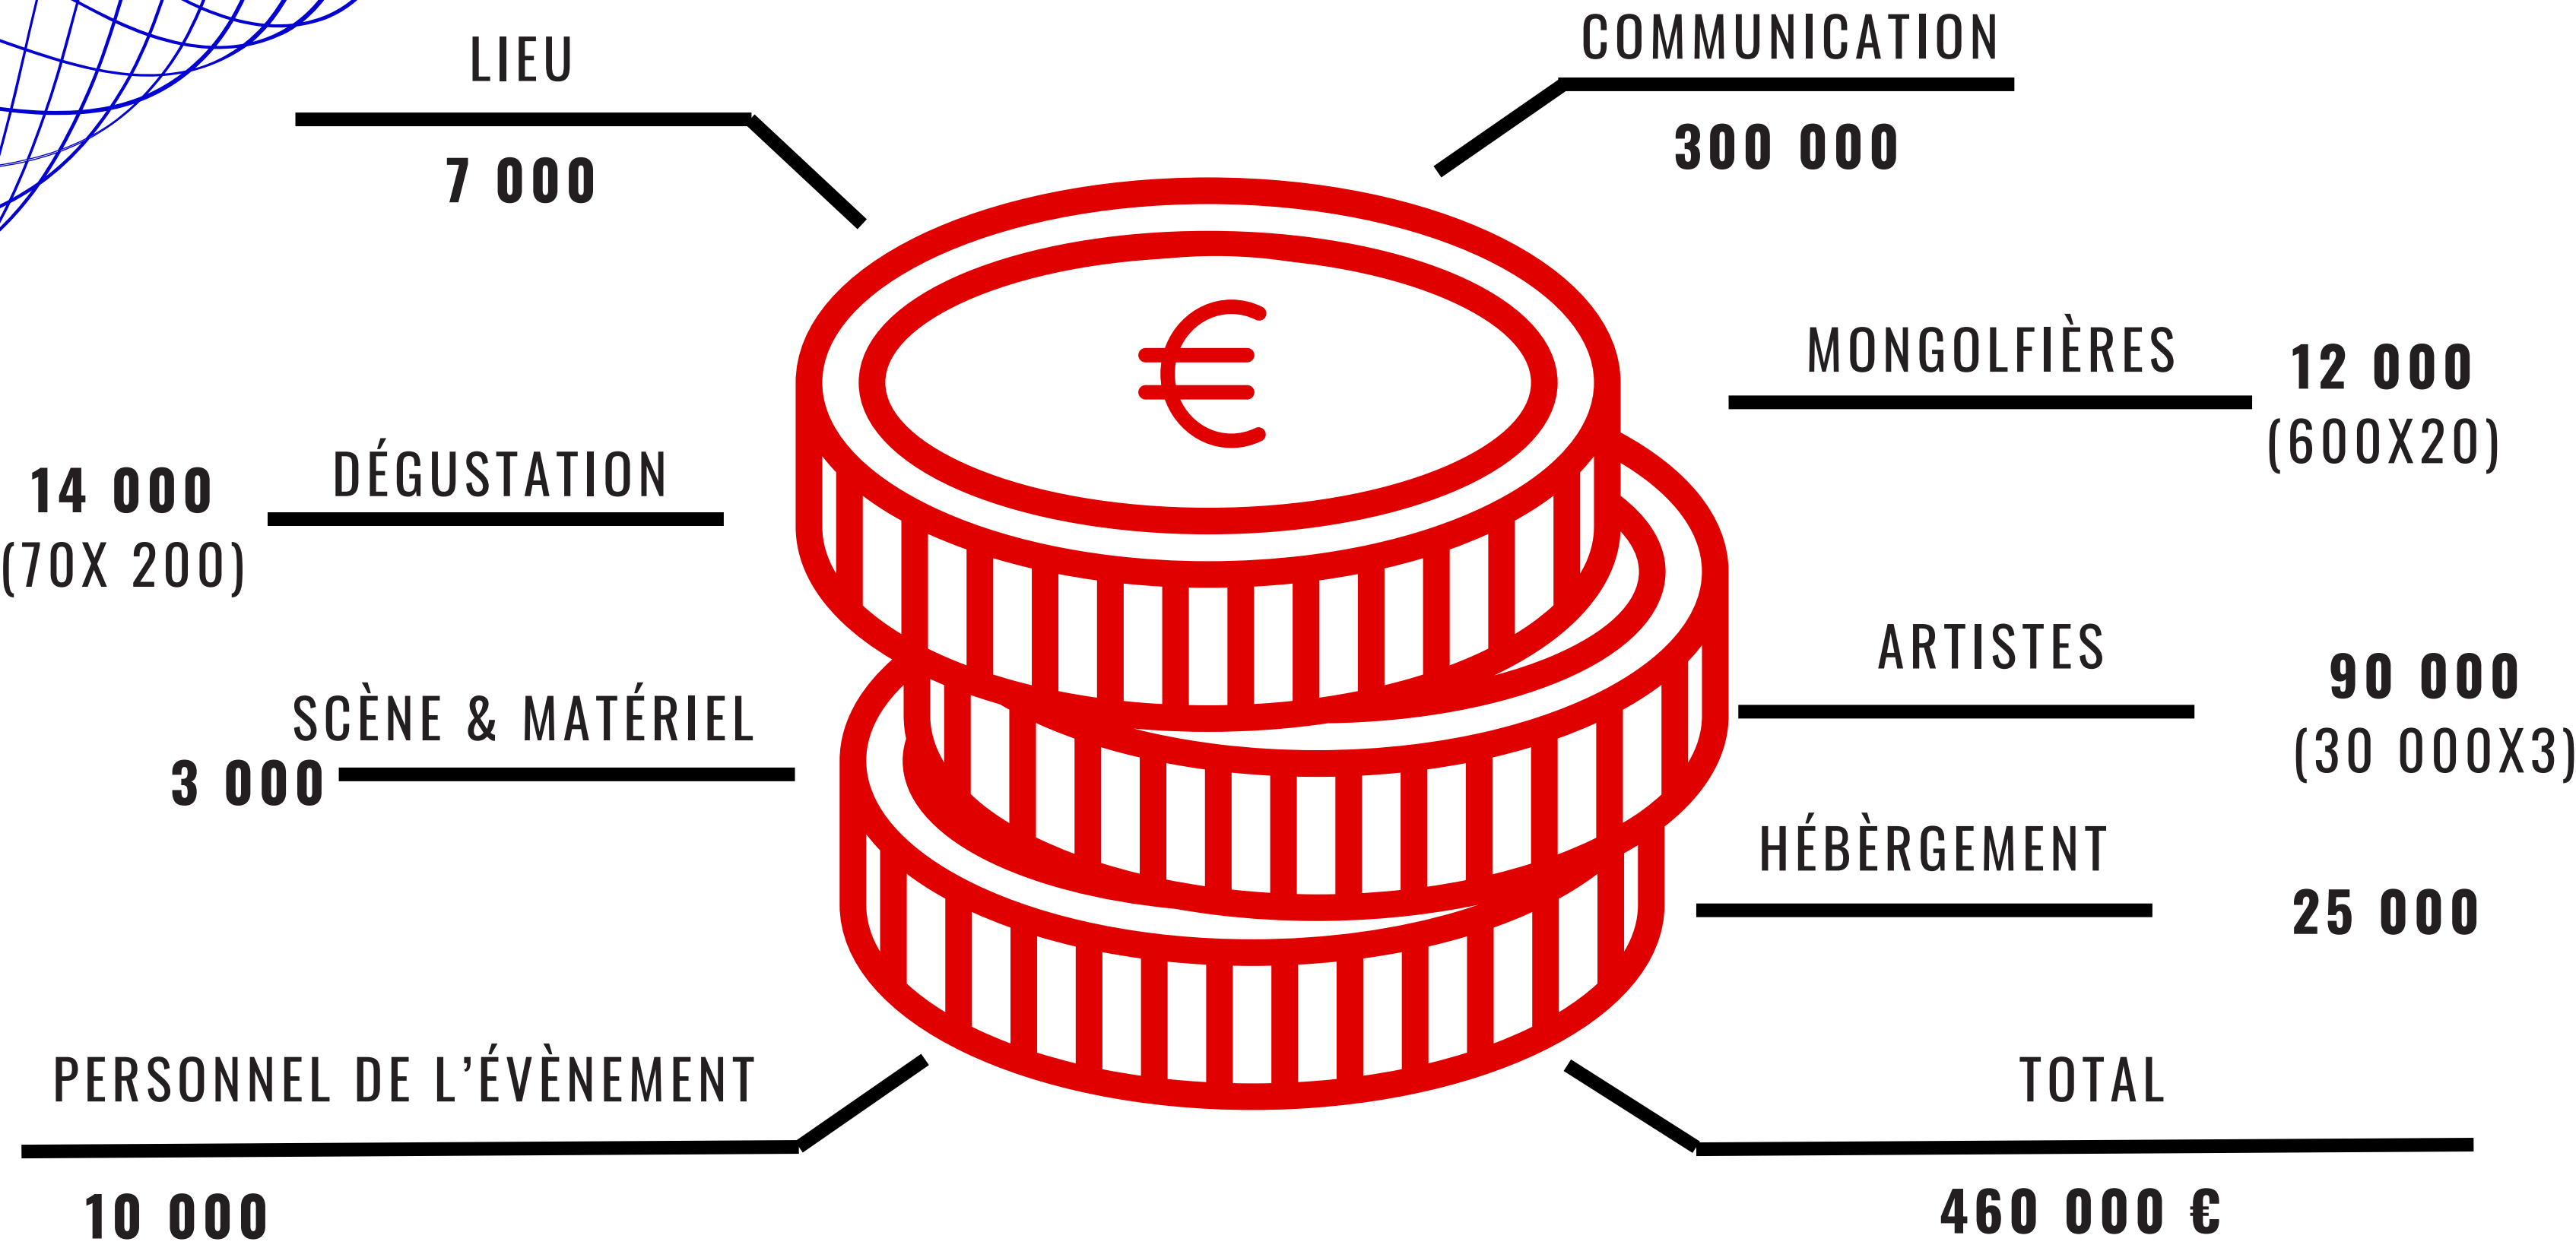 LIEU
7 000
COMMUNICATION
300 000
MONGOLFIÈRES
12 000
(600X20)
DÉGUSTATION
14 000
(70X 200)
ARTISTES
90 000
(30 000X3)
SCÈNE & MATÉRIEL
3 000
HÉBÈRGEMENT
25 000
PERSONNEL DE L'ÉVÈNEMENT
10 000
TOTAL
460 000 €
€